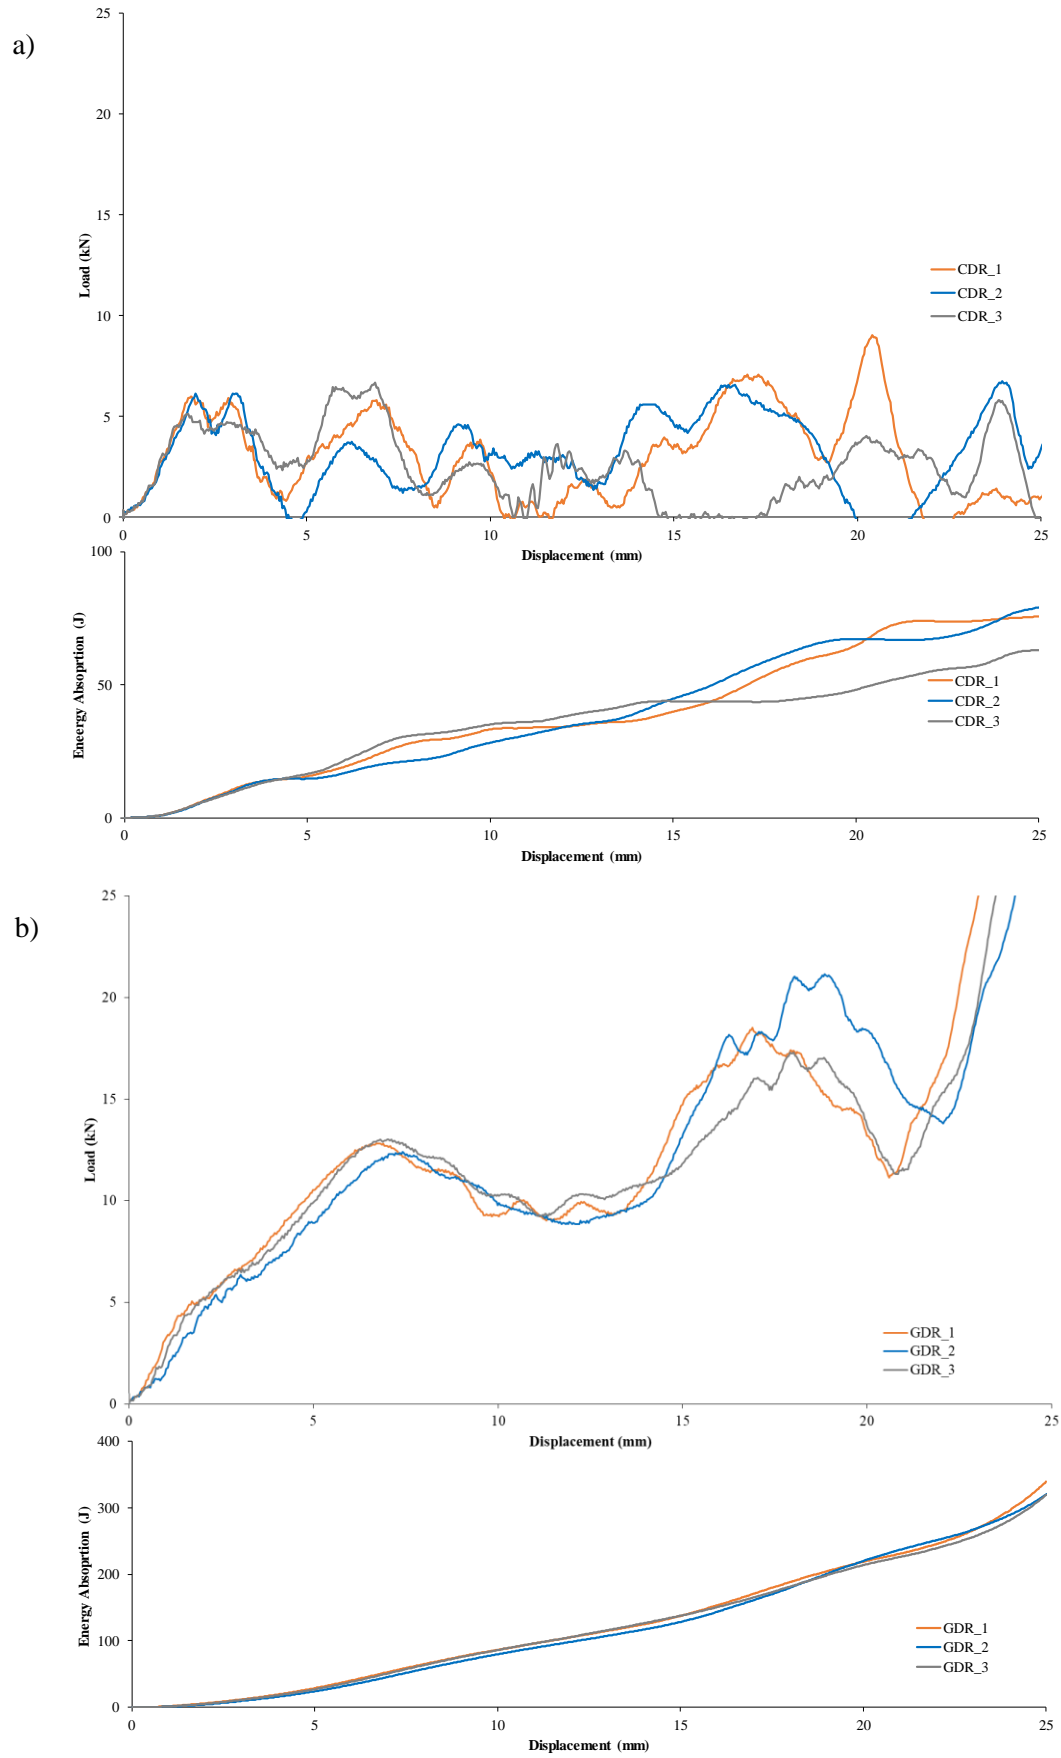 a)
25
20
15
10
5
0
Load (kN)
CDR_1
CDR_2
CDR_3
0 5 10 15 20 25
Displacement (mm)
100
50
0
Eneergy Absoprtion (J)
CDR_1
CDR_2
CDR_3
0 5 10 15 20 25
Displacement (mm)
b)
25
20
15
10
5
0
Load (kN)
GDR_1
GDR_2
GDR_3
0 5 10 15 20 25
Displacement (mm)
400
300
200
100
0
Energy Absoprtion (J)
GDR_1
GDR_2
GDR_3
0 5 10 15 20 25
Displacement (mm)